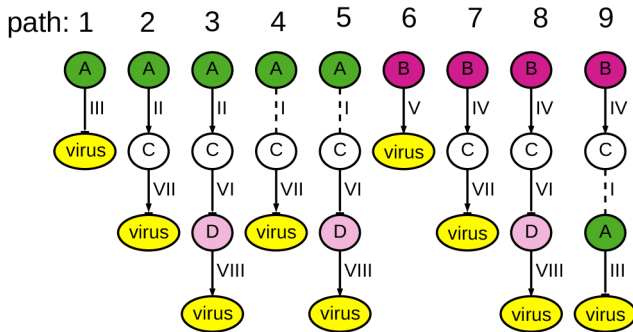 path: 1 2 3 4 5 6 7 8 9
A A A A A B B B B
III II II I I V IV IV IV
virus C C C C virus C C C
VII VI VII VI VII VI I
virus D virus D virus D A
VIII VIII VIII III
virus virus virus virus